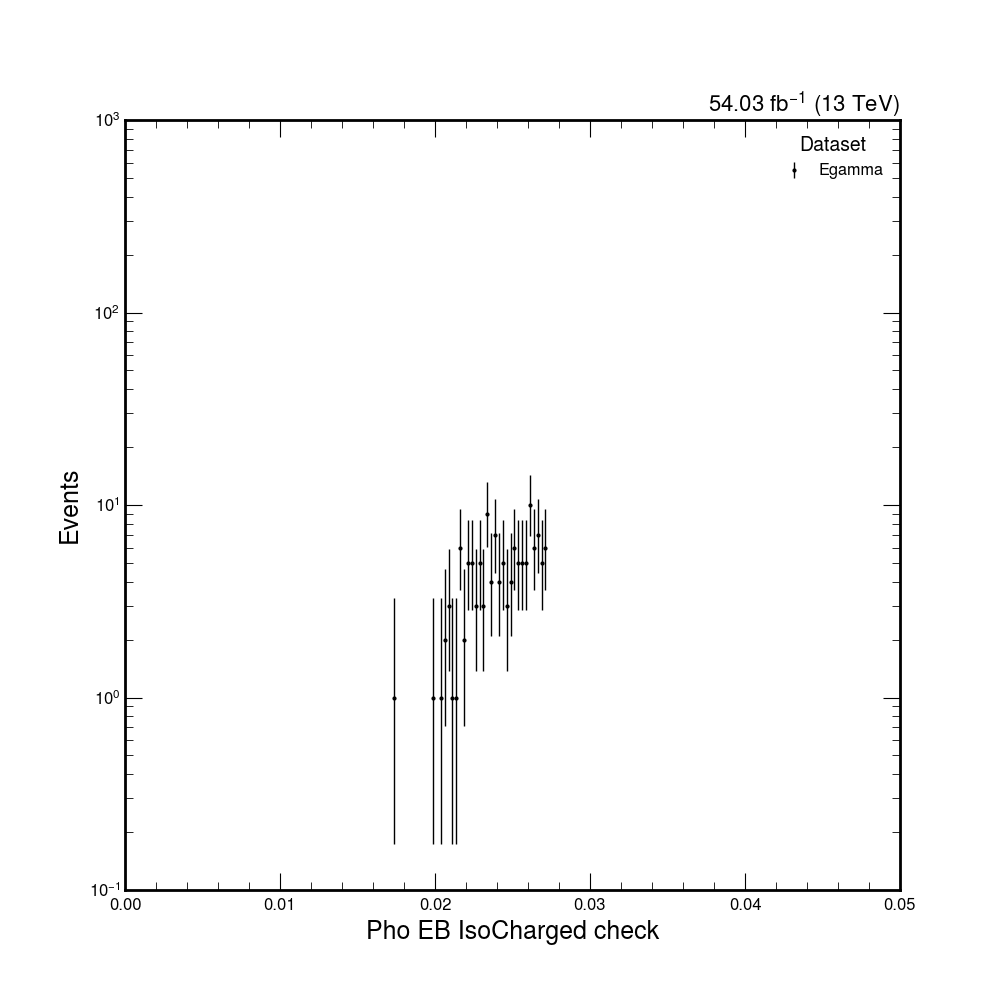 54.03 fb⁻¹ (13 TeV)
10³
Dataset
Egamma
10²
10¹
10⁰
10⁻¹
Events
0.00 0.01 0.02 0.03 0.04 0.05
Pho EB IsoCharged check